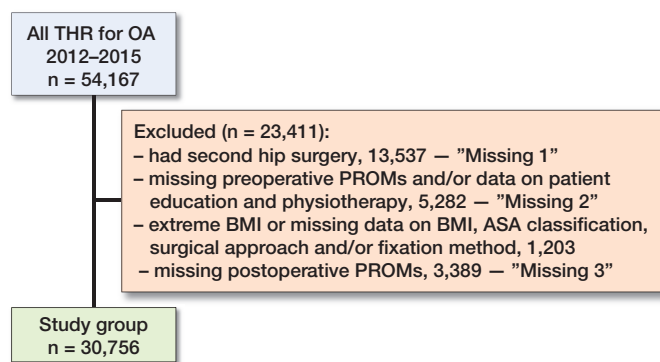 All THR for OA
2012–2015
n = 54,167
Excluded (n = 23,411):
– had second hip surgery, 13,537 — ”Missing 1”
– missing preoperative PROMs and/or data on patient
education and physiotherapy, 5,282 — ”Missing 2”
– extreme BMI or missing data on BMI, ASA classification,
surgical approach and/or fixation method, 1,203
– missing postoperative PROMs, 3,389 — ”Missing 3”
Study group
n = 30,756